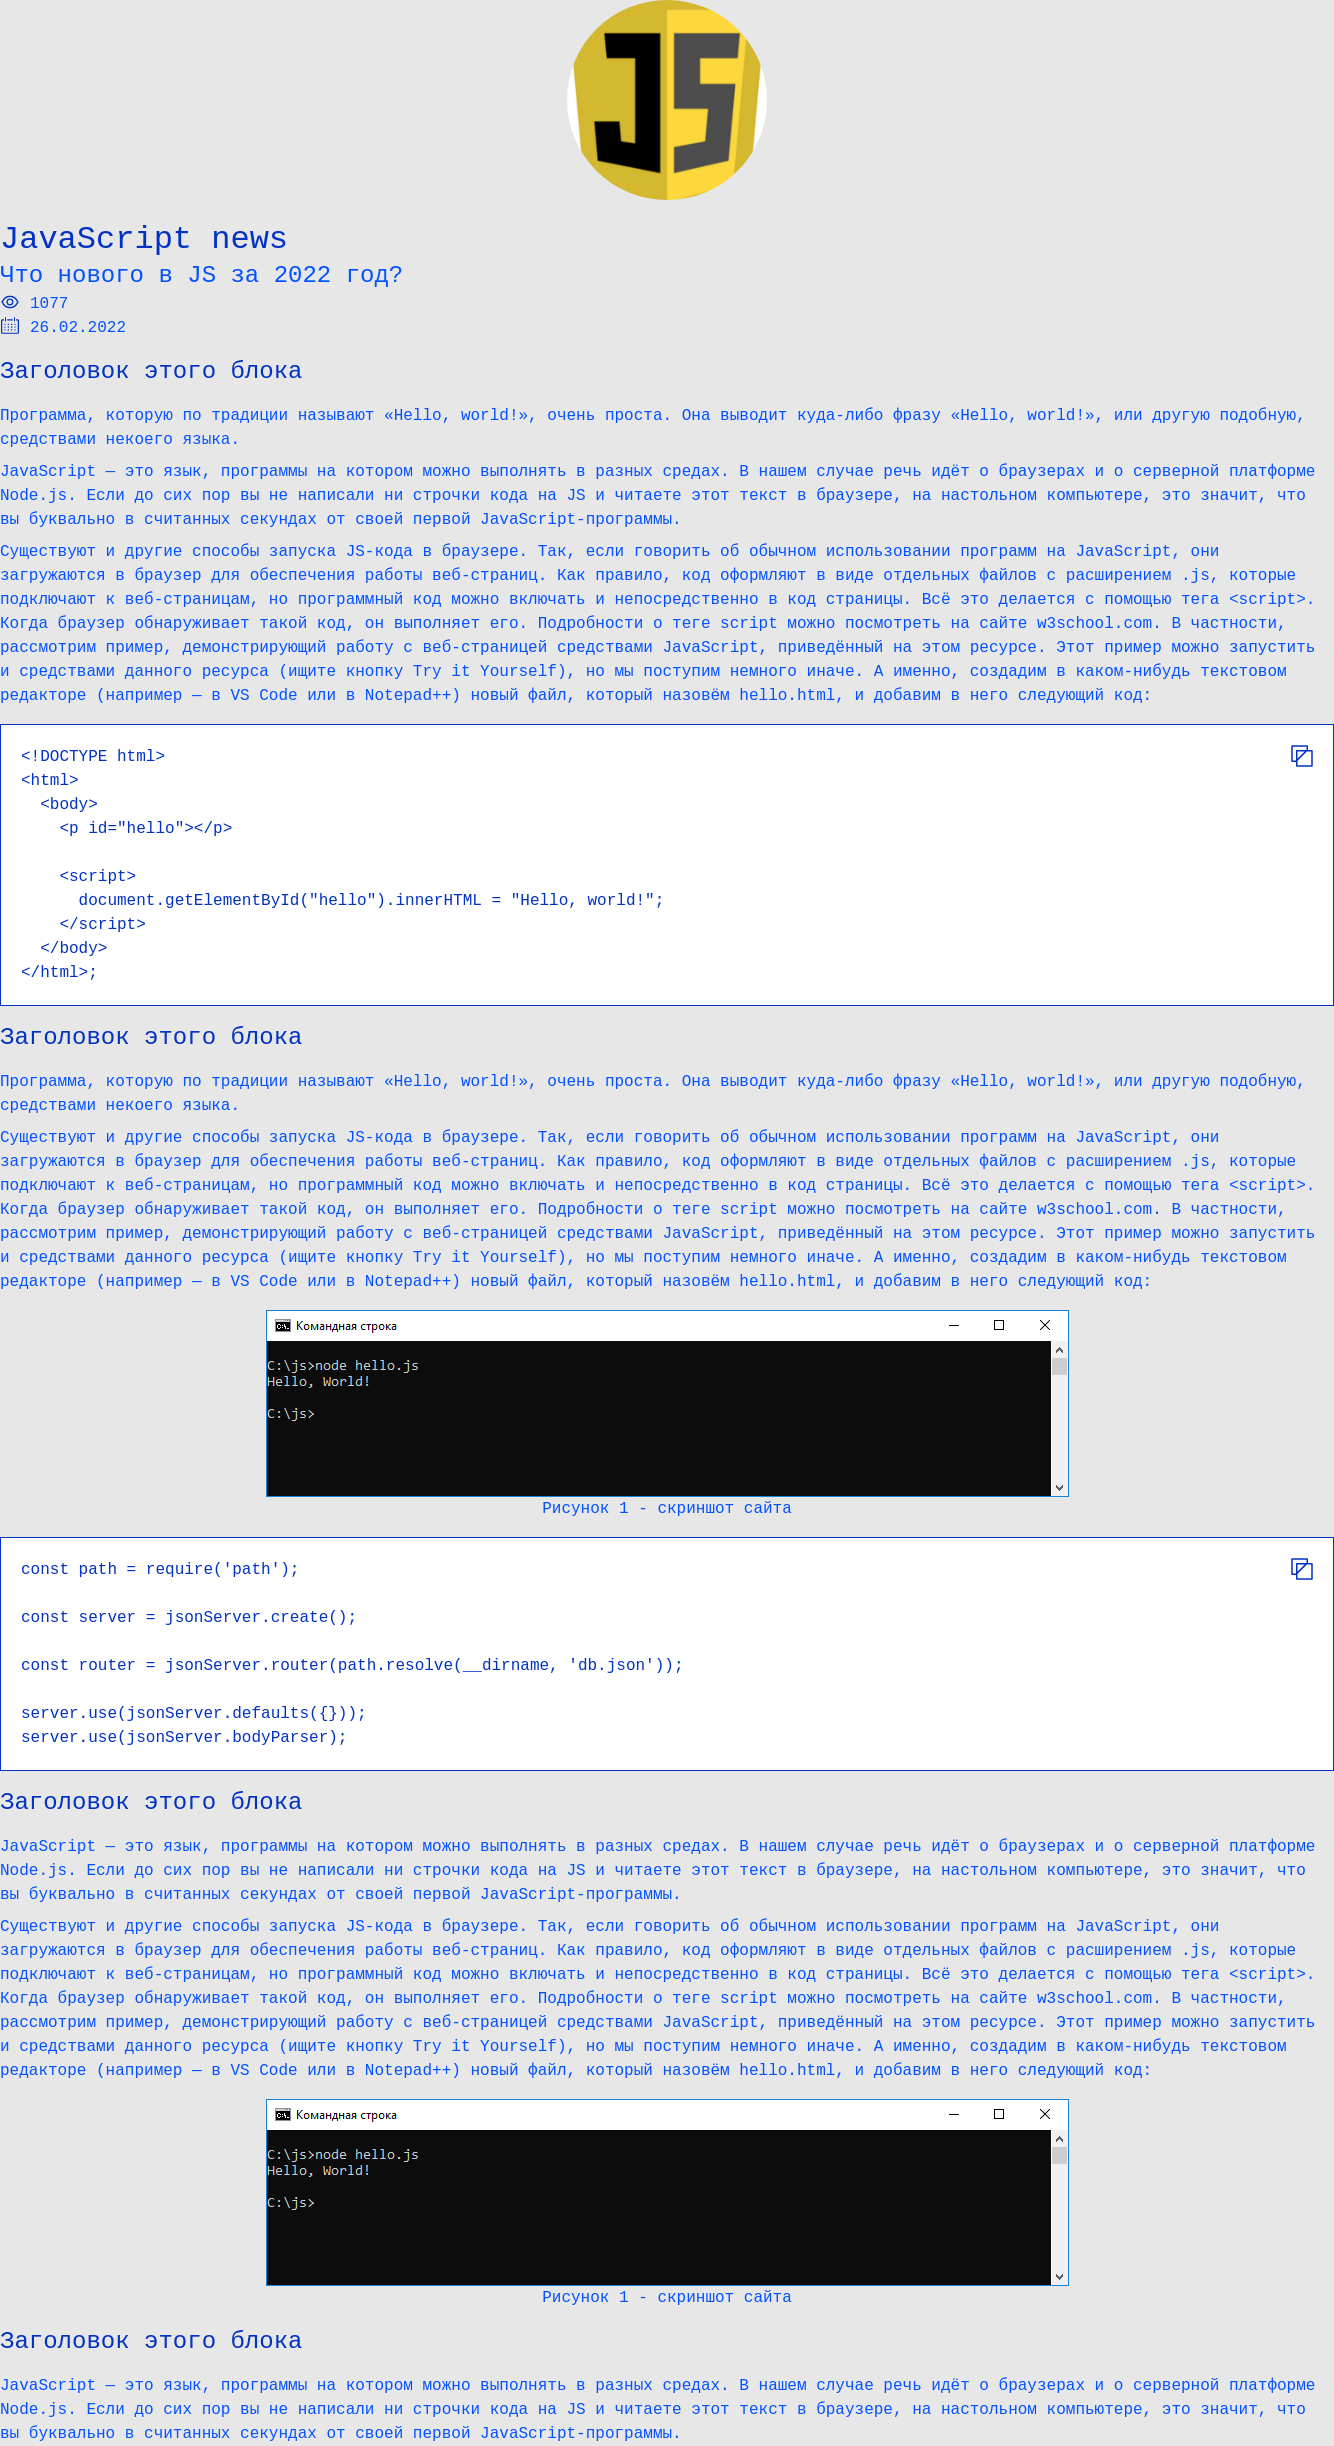 JS
JavaScript news
Что нового в JS за 2022 год?
1077
26.02.2022
Заголовок этого блока
Программа, которую по традиции называют «Hello, world!», очень проста. Она выводит куда-либо фразу «Hello, world!», или другую подобную,
средствами некоего языка.
JavaScript — это язык, программы на котором можно выполнять в разных средах. В нашем случае речь идёт о браузерах и о серверной платформе
Node.js. Если до сих пор вы не написали ни строчки кода на JS и читаете этот текст в браузере, на настольном компьютере, это значит, что
вы буквально в считанных секундах от своей первой JavaScript-программы.
Существуют и другие способы запуска JS-кода в браузере. Так, если говорить об обычном использовании программ на JavaScript, они
загружаются в браузер для обеспечения работы веб-страниц. Как правило, код оформляют в виде отдельных файлов с расширением .js, которые
подключают к веб-страницам, но программный код можно включать и непосредственно в код страницы. Всё это делается с помощью тега <script>.
Когда браузер обнаруживает такой код, он выполняет его. Подробности о теге script можно посмотреть на сайте w3school.com. В частности,
рассмотрим пример, демонстрирующий работу с веб-страницей средствами JavaScript, приведённый на этом ресурсе. Этот пример можно запустить
и средствами данного ресурса (ищите кнопку Try it Yourself), но мы поступим немного иначе. А именно, создадим в каком-нибудь текстовом
редакторе (например — в VS Code или в Notepad++) новый файл, который назовём hello.html, и добавим в него следующий код:
<!DOCTYPE html>
<html>
  <body>
    <p id="hello"></p>
    <script>
      document.getElementById("hello").innerHTML = "Hello, world!";
    </script>
  </body>
</html>;
Заголовок этого блока
Программа, которую по традиции называют «Hello, world!», очень проста. Она выводит куда-либо фразу «Hello, world!», или другую подобную,
средствами некоего языка.
Существуют и другие способы запуска JS-кода в браузере. Так, если говорить об обычном использовании программ на JavaScript, они
загружаются в браузер для обеспечения работы веб-страниц. Как правило, код оформляют в виде отдельных файлов с расширением .js, которые
подключают к веб-страницам, но программный код можно включать и непосредственно в код страницы. Всё это делается с помощью тега <script>.
Когда браузер обнаруживает такой код, он выполняет его. Подробности о теге script можно посмотреть на сайте w3school.com. В частности,
рассмотрим пример, демонстрирующий работу с веб-страницей средствами JavaScript, приведённый на этом ресурсе. Этот пример можно запустить
и средствами данного ресурса (ищите кнопку Try it Yourself), но мы поступим немного иначе. А именно, создадим в каком-нибудь текстовом
редакторе (например — в VS Code или в Notepad++) новый файл, который назовём hello.html, и добавим в него следующий код:
Командная строка
C:\js>node hello.js
Hello, World!
C:\js>
Рисунок 1 - скриншот сайта
const path = require('path');
const server = jsonServer.create();
const router = jsonServer.router(path.resolve(__dirname, 'db.json'));
server.use(jsonServer.defaults({}));
server.use(jsonServer.bodyParser);
Заголовок этого блока
JavaScript — это язык, программы на котором можно выполнять в разных средах. В нашем случае речь идёт о браузерах и о серверной платформе
Node.js. Если до сих пор вы не написали ни строчки кода на JS и читаете этот текст в браузере, на настольном компьютере, это значит, что
вы буквально в считанных секундах от своей первой JavaScript-программы.
Существуют и другие способы запуска JS-кода в браузере. Так, если говорить об обычном использовании программ на JavaScript, они
загружаются в браузер для обеспечения работы веб-страниц. Как правило, код оформляют в виде отдельных файлов с расширением .js, которые
подключают к веб-страницам, но программный код можно включать и непосредственно в код страницы. Всё это делается с помощью тега <script>.
Когда браузер обнаруживает такой код, он выполняет его. Подробности о теге script можно посмотреть на сайте w3school.com. В частности,
рассмотрим пример, демонстрирующий работу с веб-страницей средствами JavaScript, приведённый на этом ресурсе. Этот пример можно запустить
и средствами данного ресурса (ищите кнопку Try it Yourself), но мы поступим немного иначе. А именно, создадим в каком-нибудь текстовом
редакторе (например — в VS Code или в Notepad++) новый файл, который назовём hello.html, и добавим в него следующий код:
Командная строка
C:\js>node hello.js
Hello, World!
C:\js>
Рисунок 1 - скриншот сайта
Заголовок этого блока
JavaScript — это язык, программы на котором можно выполнять в разных средах. В нашем случае речь идёт о браузерах и о серверной платформе
Node.js. Если до сих пор вы не написали ни строчки кода на JS и читаете этот текст в браузере, на настольном компьютере, это значит, что
вы буквально в считанных секундах от своей первой JavaScript-программы.